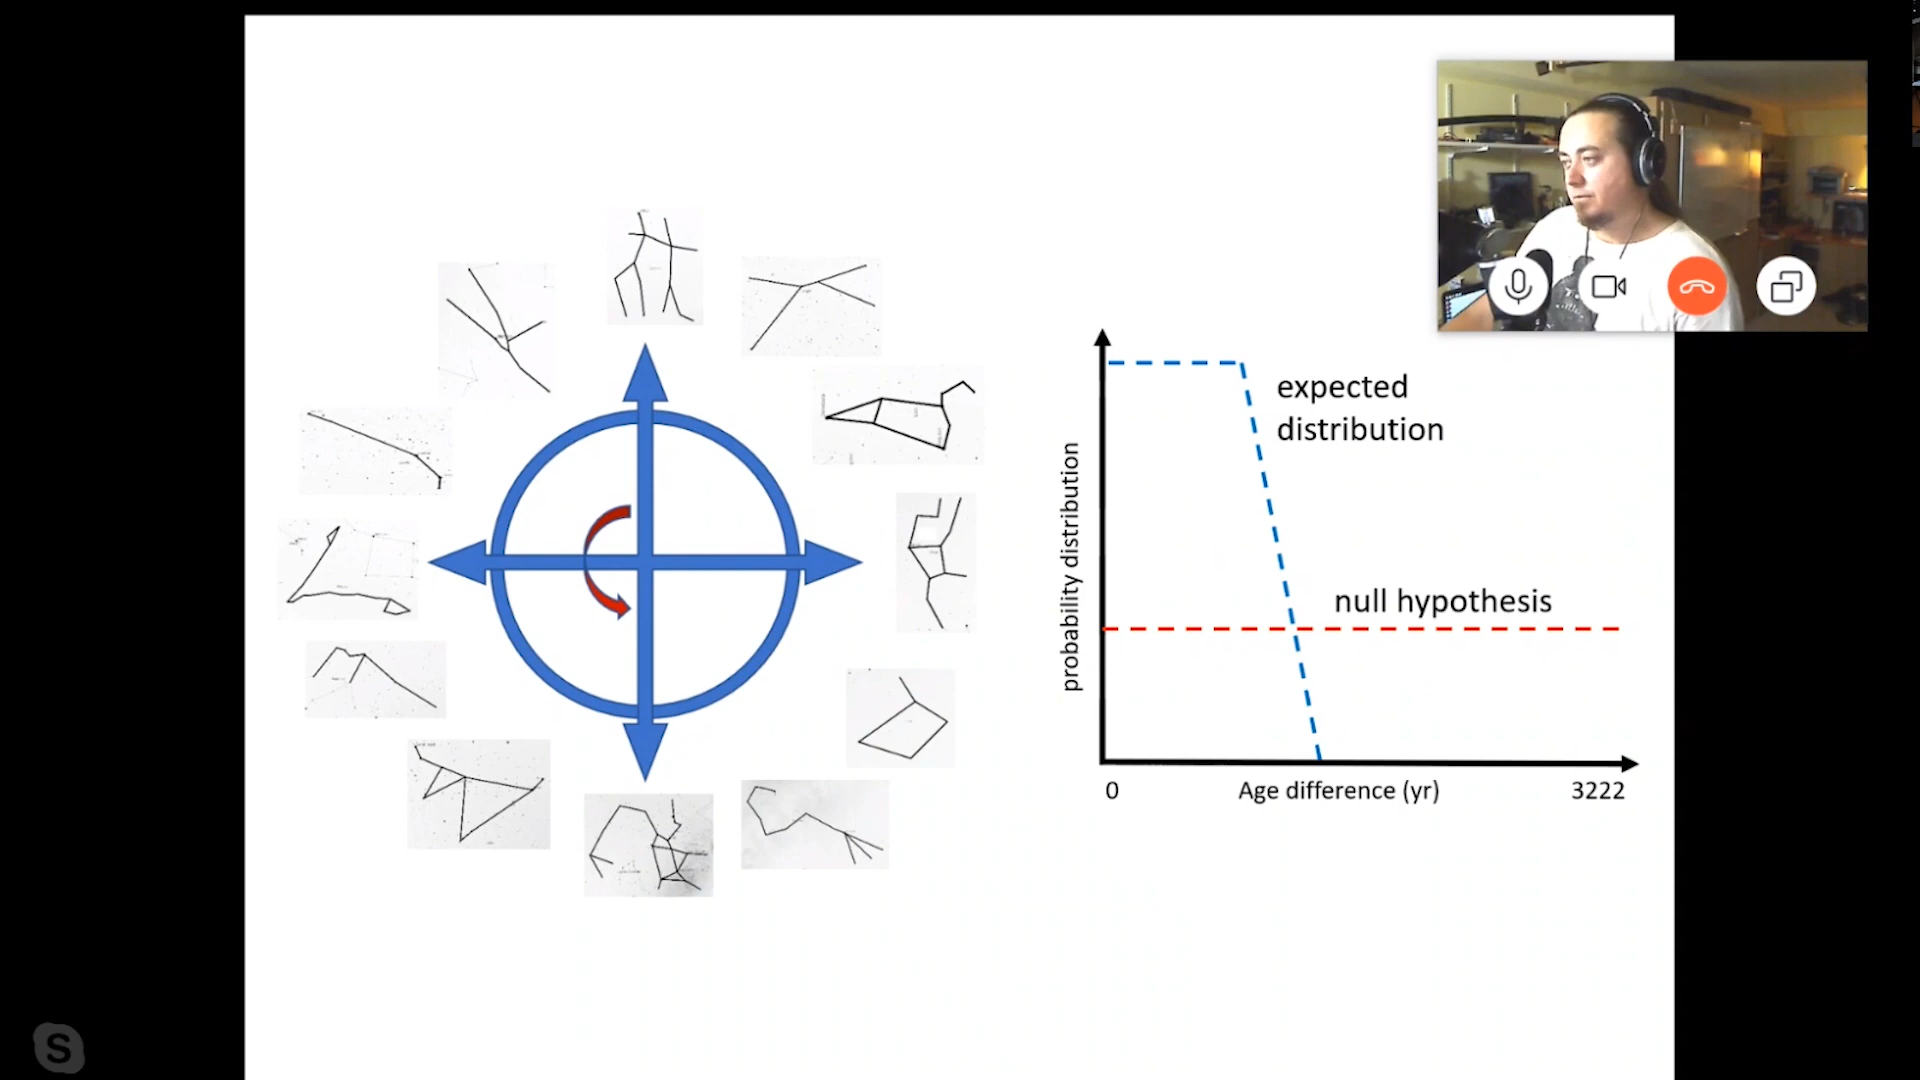 expected
distribution
null hypothesis
probability distribution
0
Age difference (yr)
3222
S